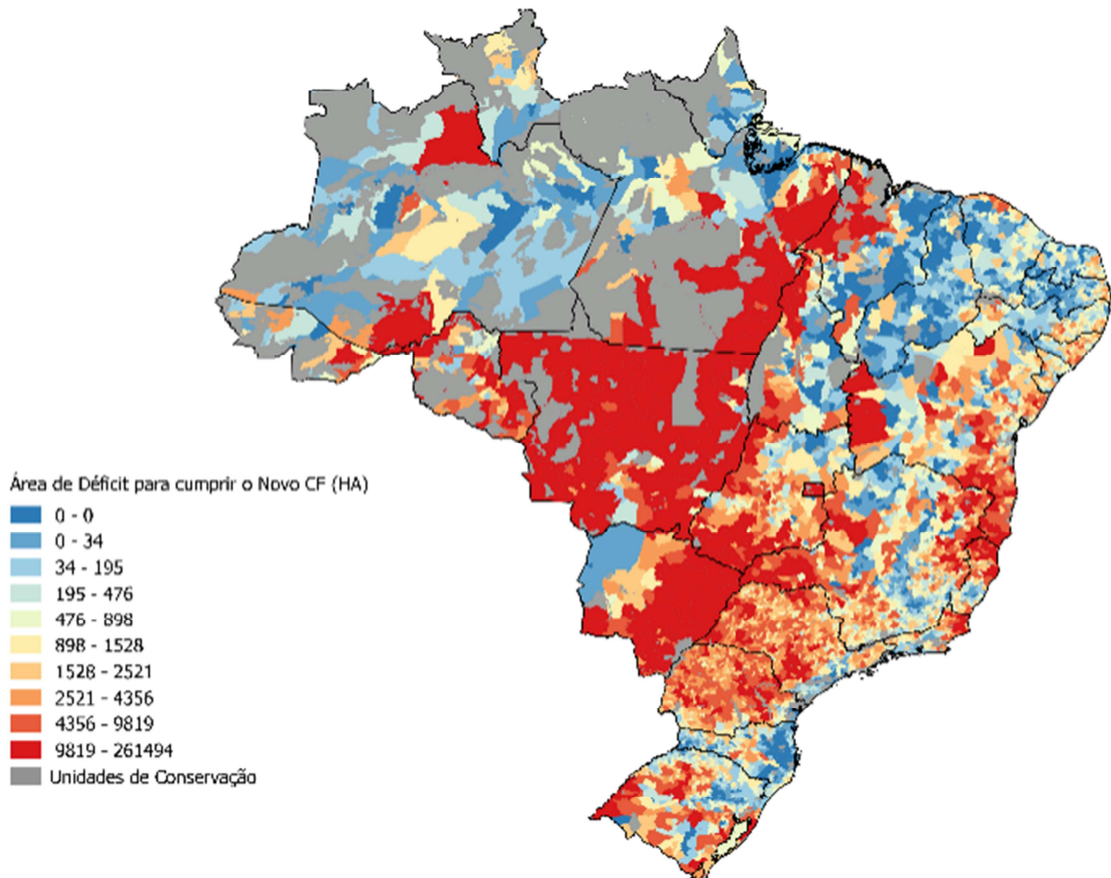 Área de Déficit para cumprir o Novo CF (HA)
0 - 0
0 - 34
34 - 195
195 - 476
476 - 898
898 - 1528
1528 - 2521
2521 - 4356
4356 - 9819
9819 - 261494
Unidades de Conservação